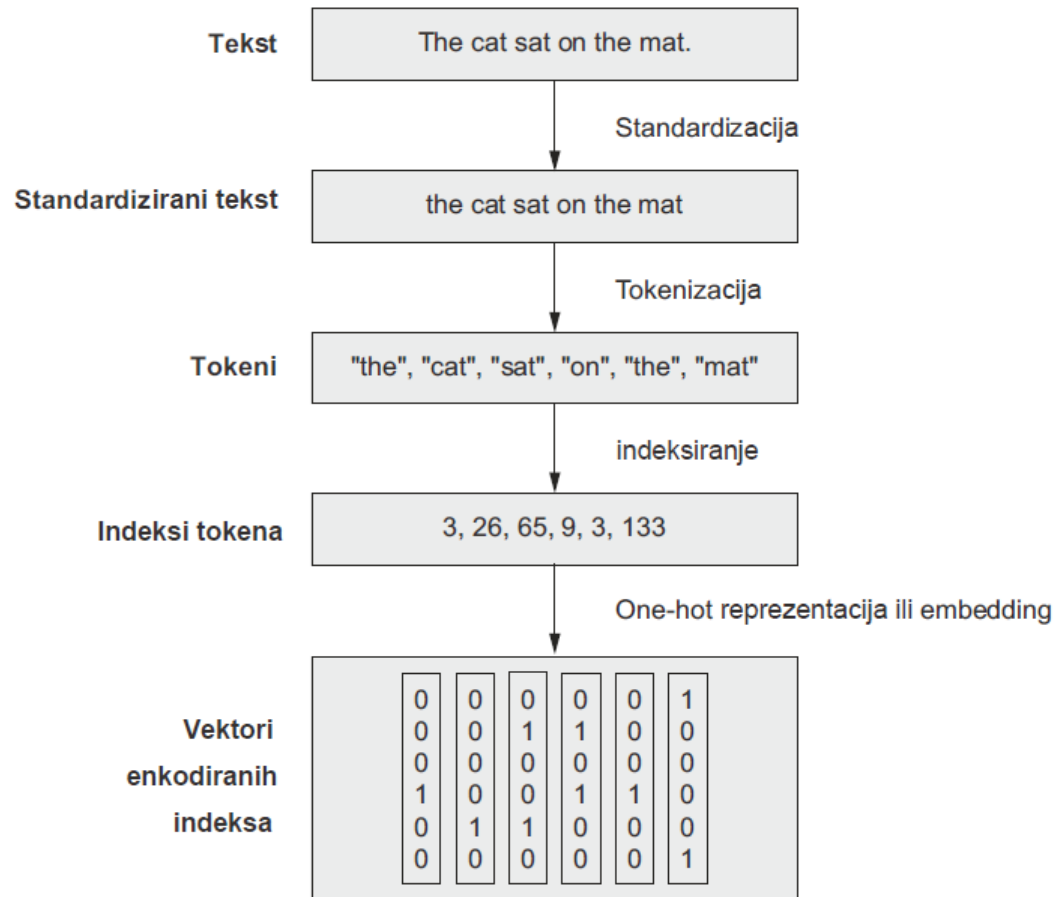 Tekst
The cat sat on the mat.
Standardizacija
Standardizirani tekst
the cat sat on the mat
Tokenizacija
Tokeni
"the", "cat", "sat", "on", "the", "mat"
indeksiranje
Indeksi tokena
3, 26, 65, 9, 3, 133
One-hot reprezentacija ili embedding
Vektori
enkodiranih
indeksa
0 0 0 0 0 1
0 0 1 1 0 0
0 0 0 0 0 0
1 0 0 1 1 0
0 1 1 0 0 0
0 0 0 0 0 1